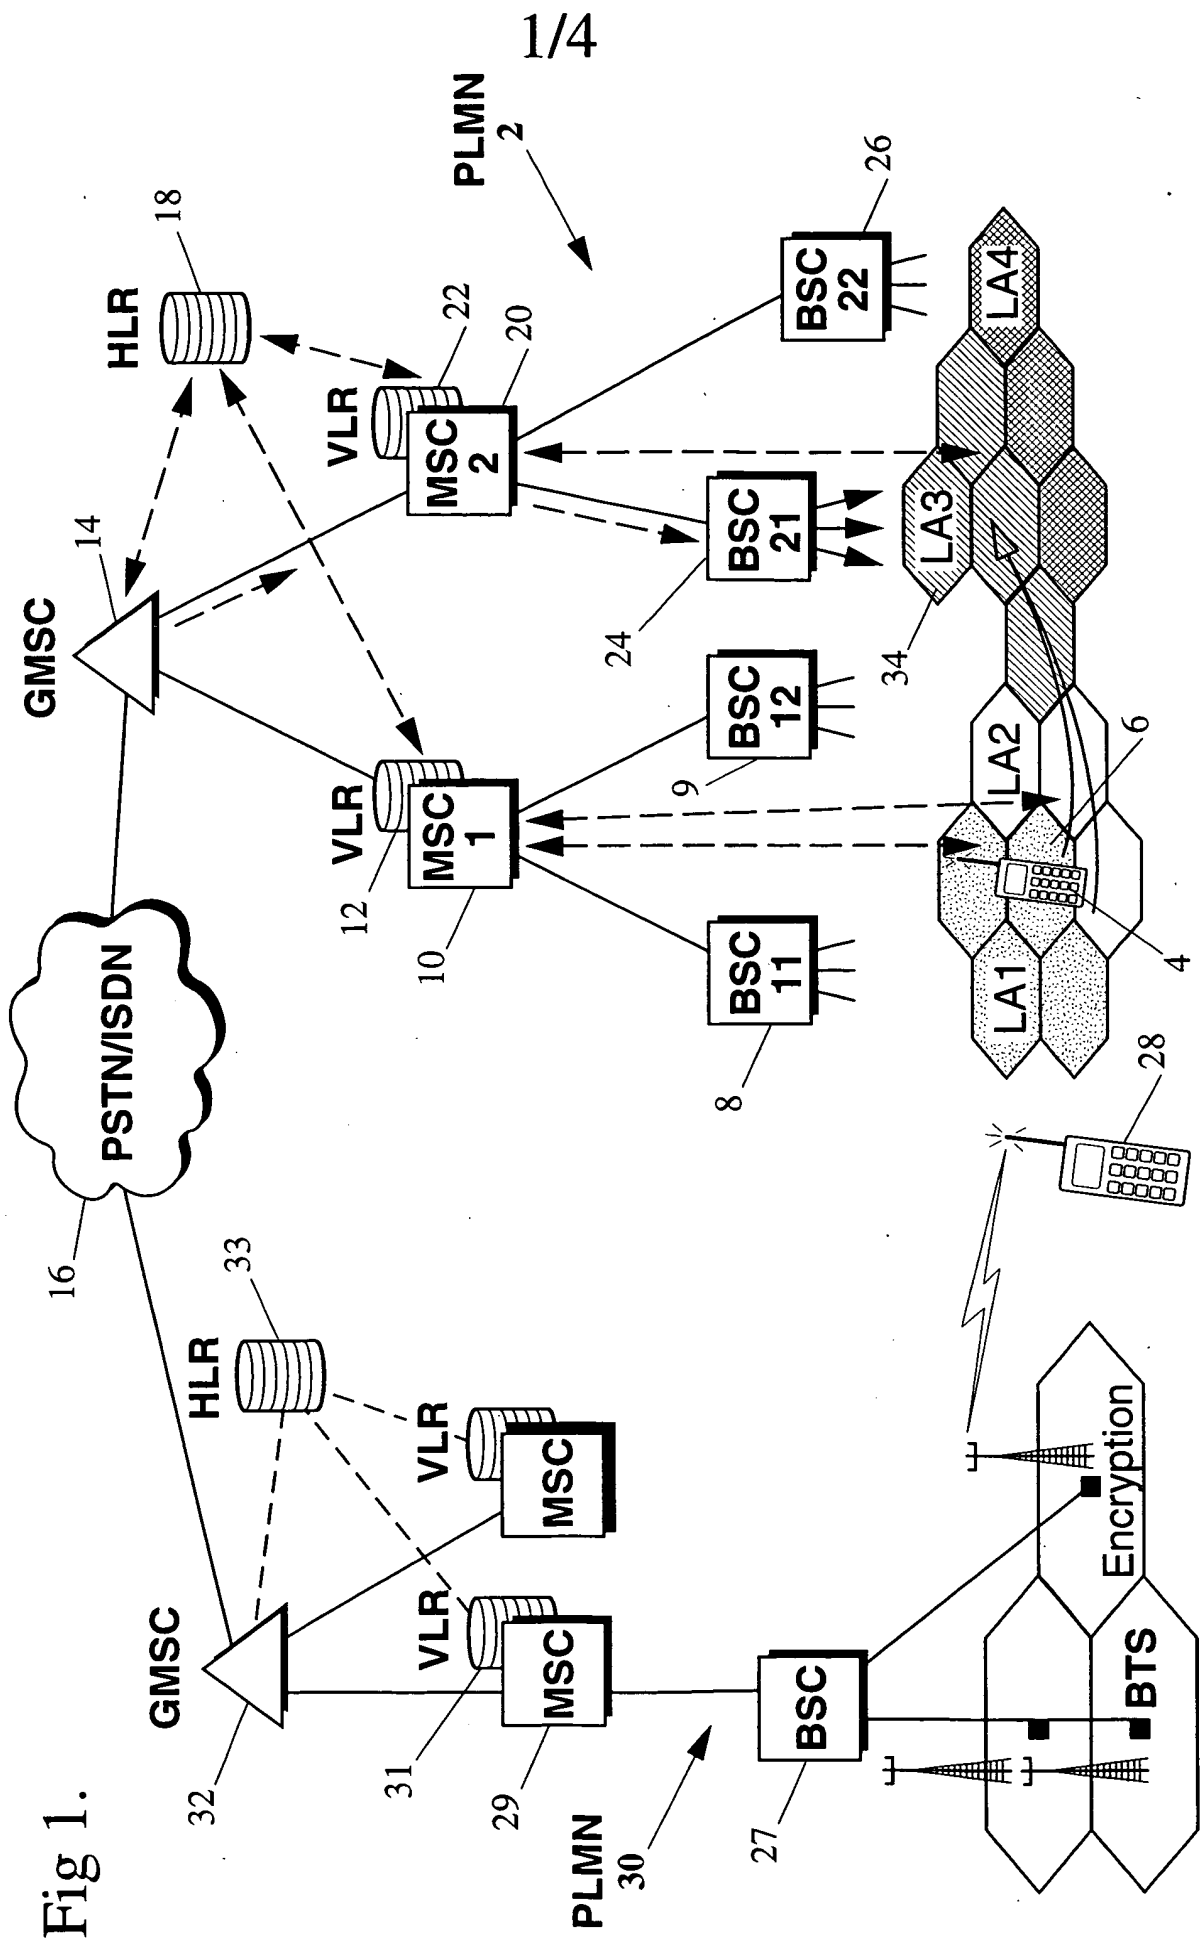 1/4
Fig 1.
PLMN
2
PSTN/ISDN
16
GMSC
14
HLR
18
GMSC
32
HLR
33
VLR
22
MSC
2
20
VLR
12
MSC
1
10
VLR
MSC
VLR
31
MSC
29
PLMN
30
BSC
27
BSC
11
8
BSC
12
9
BSC
21
24
BSC
22
26
LA1
LA2
LA3
LA4
34
6
4
28
Encryption
BTS